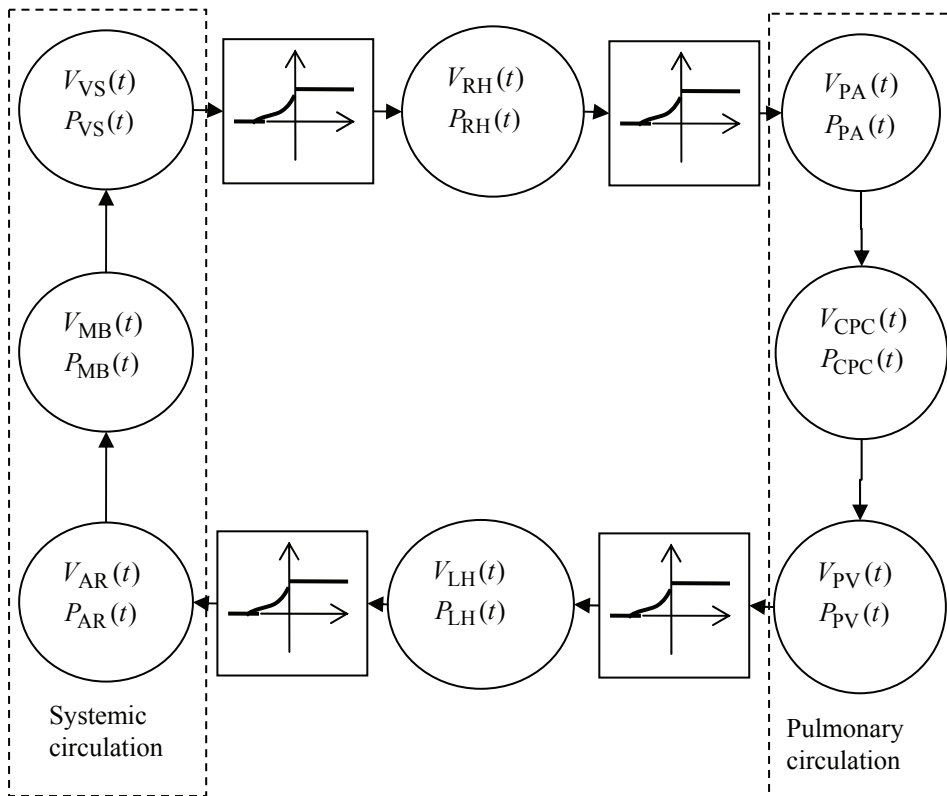 V_VS(t)
P_VS(t)
V_RH(t)
P_RH(t)
V_PA(t)
P_PA(t)
V_MB(t)
P_MB(t)
V_CPC(t)
P_CPC(t)
V_AR(t)
P_AR(t)
V_LH(t)
P_LH(t)
V_PV(t)
P_PV(t)
Systemic
circulation
Pulmonary
circulation